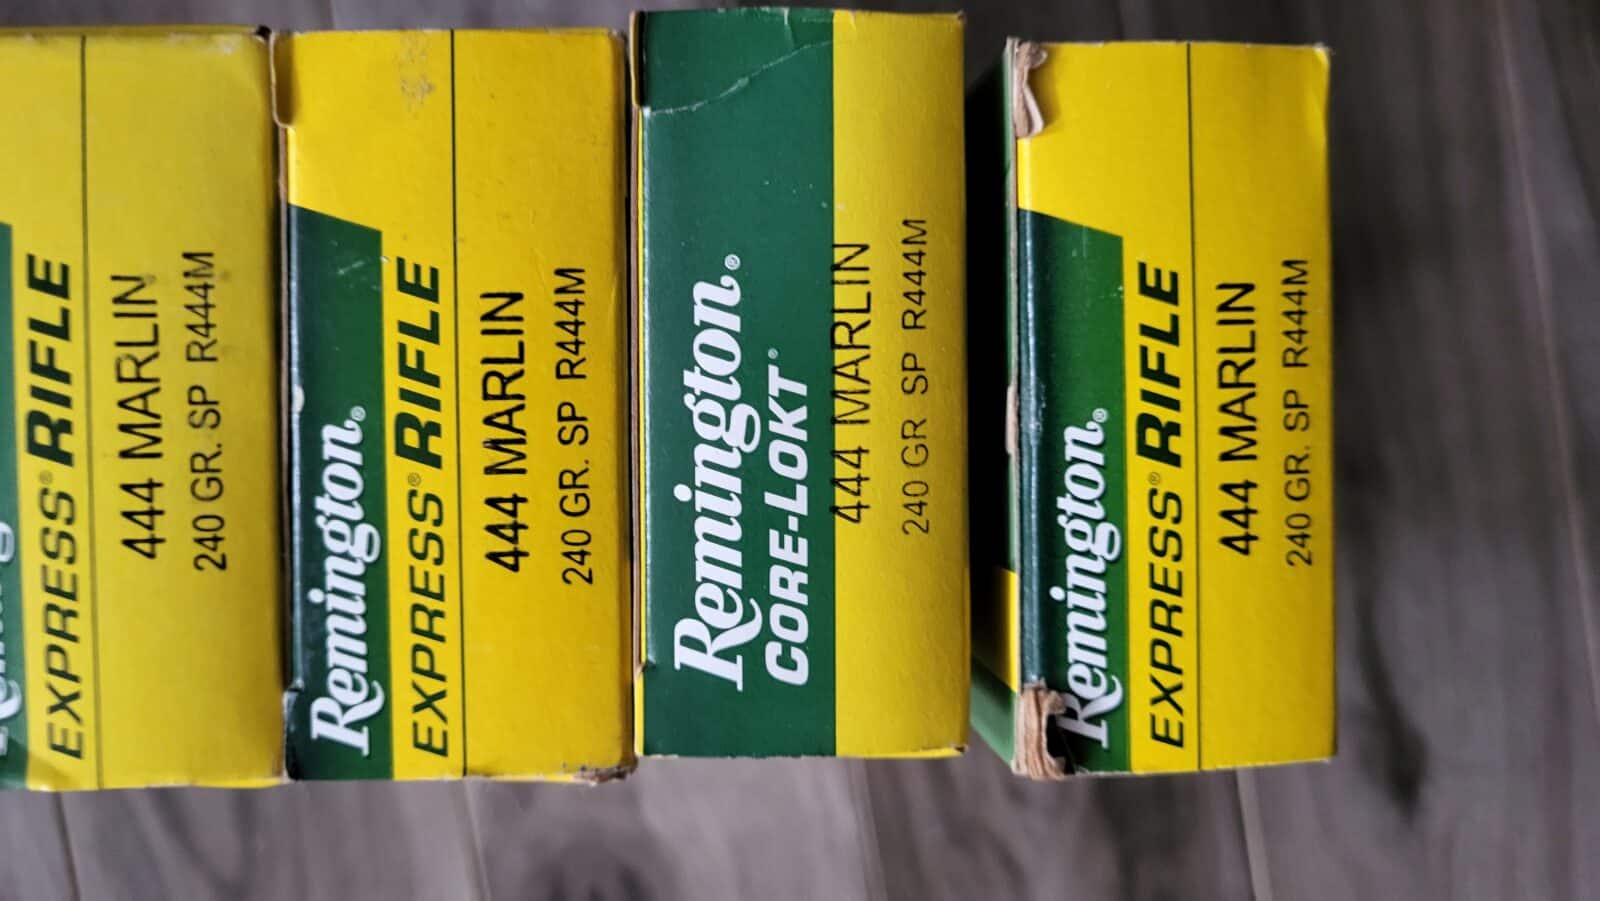 EXPRESS® RIFLE
444 MARLIN
240 GR. SP R444M
Remington®
EXPRESS® RIFLE
444 MARLIN
240 GR. SP R444M
Remington®
CORE-LOKT®
444 MARLIN
240 GR SP R444M
Remington®
EXPRESS® RIFLE
444 MARLIN
240 GR. SP R444M